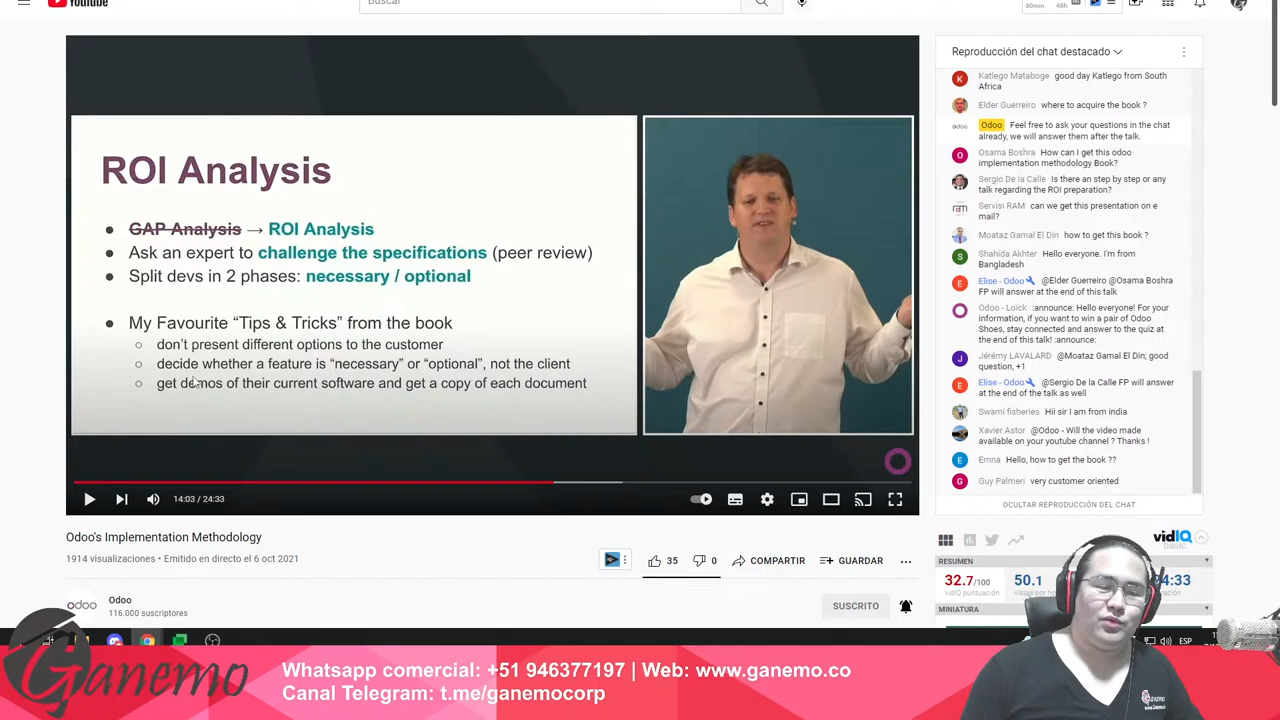 YouTube
Buscar
60min 48h
ROI Analysis
GAP Analysis → ROI Analysis
Ask an expert to challenge the specifications (peer review)
Split devs in 2 phases: necessary / optional
My Favourite “Tips & Tricks” from the book
don’t present different options to the customer
decide whether a feature is “necessary” or “optional”, not the client
get demos of their current software and get a copy of each document
14:03 / 24:33
Odoo's Implementation Methodology
1914 visualizaciones • Emitido en directo el 6 oct 2021
35
0
COMPARTIR
GUARDAR
odoo
Odoo
116.000 suscriptores
SUSCRITO
Reproducción del chat destacado
Katlego Mataboge good day Katlego from South
Africa
Elder Guerreiro where to acquire the book ?
odoo
Odoo Feel free to ask your questions in the chat
already, we will answer them after the talk.
Osama Boshra How can I get this odoo
implementation methodology Book?
Sergio De la Calle Is there an step by step or any
talk regarding the ROI preparation?
Servisi RAM can we get this presentation on e
mail?
Moataz Gamal El Din how to get this book ?
Shahida Akhter Hello everyone. I'm from
Bangladesh
Elise - Odoo @Elder Guerreiro @Osama Boshra
FP will answer at the end of this talk
Odoo - Loïck :announce: Hello everyone! For your
information, if you want to win a pair of Odoo
Shoes, stay connected and answer to the quizz at
the end of this talk! :announce:
Jérémy LAVALARD @Moataz Gamal El Din; good
question, +1
Elise - Odoo @Sergio De la Calle FP will answer
at the end of the talk as well
Swami fisheries Hii sir I am from india
Xavier Astor @Odoo - Will the video made
available on your youtube channel ? Thanks !
Emna Hello, how to get the book ??
Guy Palmeri very customer oriented
OCULTAR REPRODUCCIÓN DEL CHAT
vidIQ
basic
RESUMEN
32.7/100
50.1
vidIQ puntuación
MINIATURA
ESP
Ganemo
Whatsapp comercial: +51 946377197 | Web: www.ganemo.co
Canal Telegram: t.me/ganemocorp